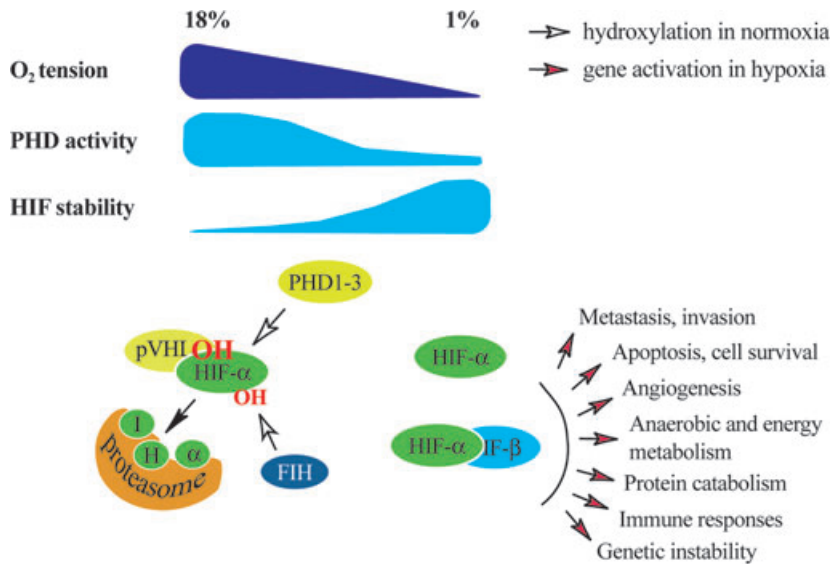 18%
1%
hydroxylation in normoxia
gene activation in hypoxia
O₂ tension
PHD activity
HIF stability
PHD1-3
pVHI
OH
HIF-α
OH
FIH
I
H
α
proteasome
HIF-α
HIF-α
IF-β
Metastasis, invasion
Apoptosis, cell survival
Angiogenesis
Anaerobic and energy
metabolism
Protein catabolism
Immune responses
Genetic instability